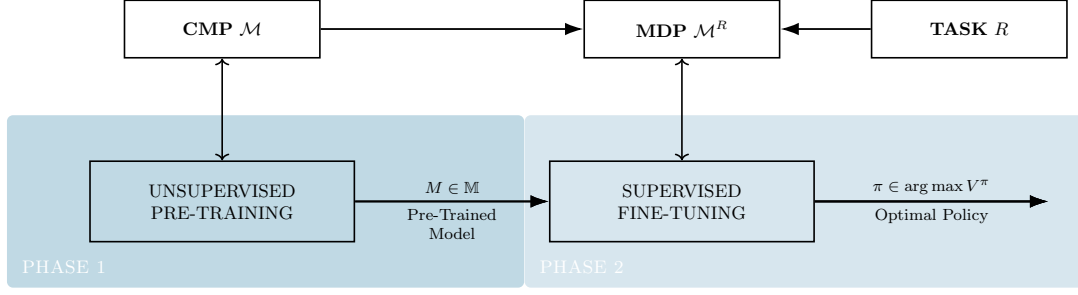 CMP ℳ
MDP ℳ^R
TASK R
UNSUPERVISED
PRE-TRAINING
M ∈ 𝕄
Pre-Trained
Model
SUPERVISED
FINE-TUNING
π ∈ arg max V^π
Optimal Policy
PHASE 1
PHASE 2